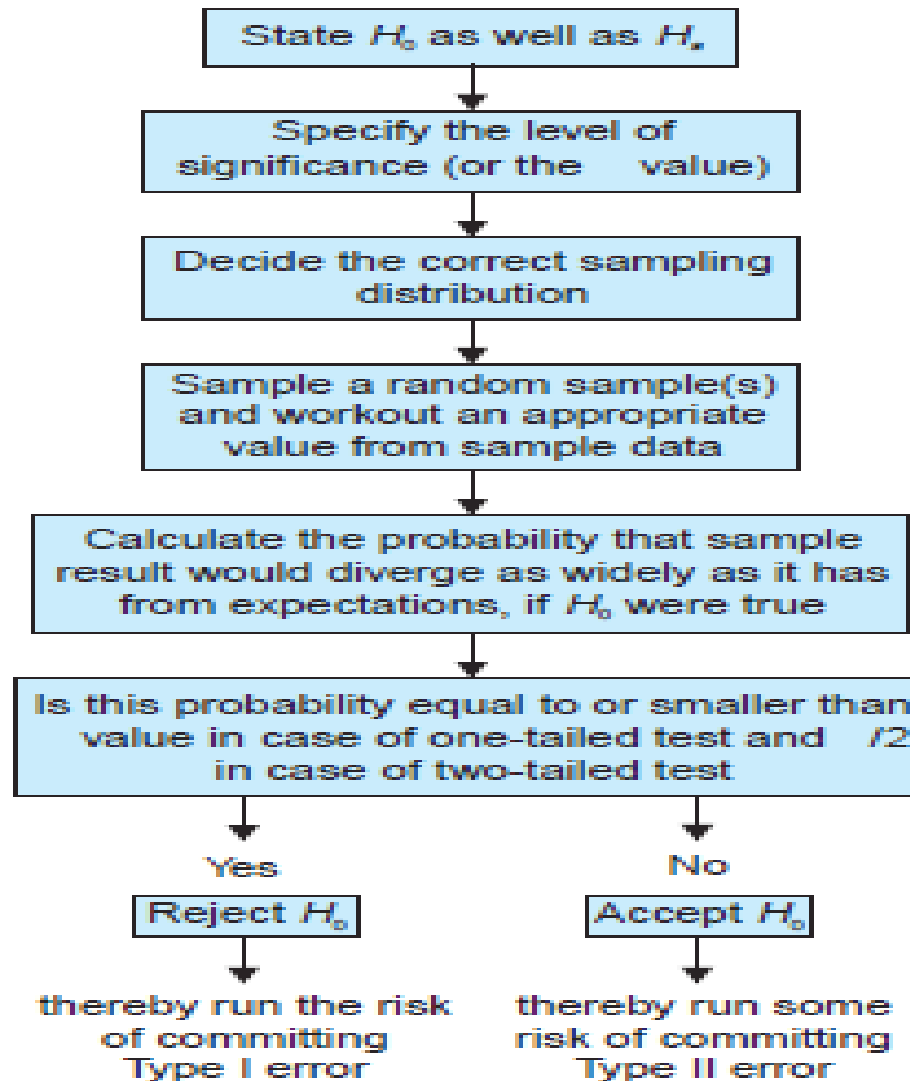 State H₀ as well as Hₐ
Specify the level of
significance (or the value)
Decide the correct sampling
distribution
Sample a random sample(s)
and workout an appropriate
value from sample data
Calculate the probability that sample
result would diverge as widely as it has
from expectations, if H₀ were true
Is this probability equal to or smaller than
value in case of one-tailed test and /2
in case of two-tailed test
Yes
No
Reject H₀
Accept H₀
thereby run the risk
of committing
Type I error
thereby run some
risk of committing
Type II error